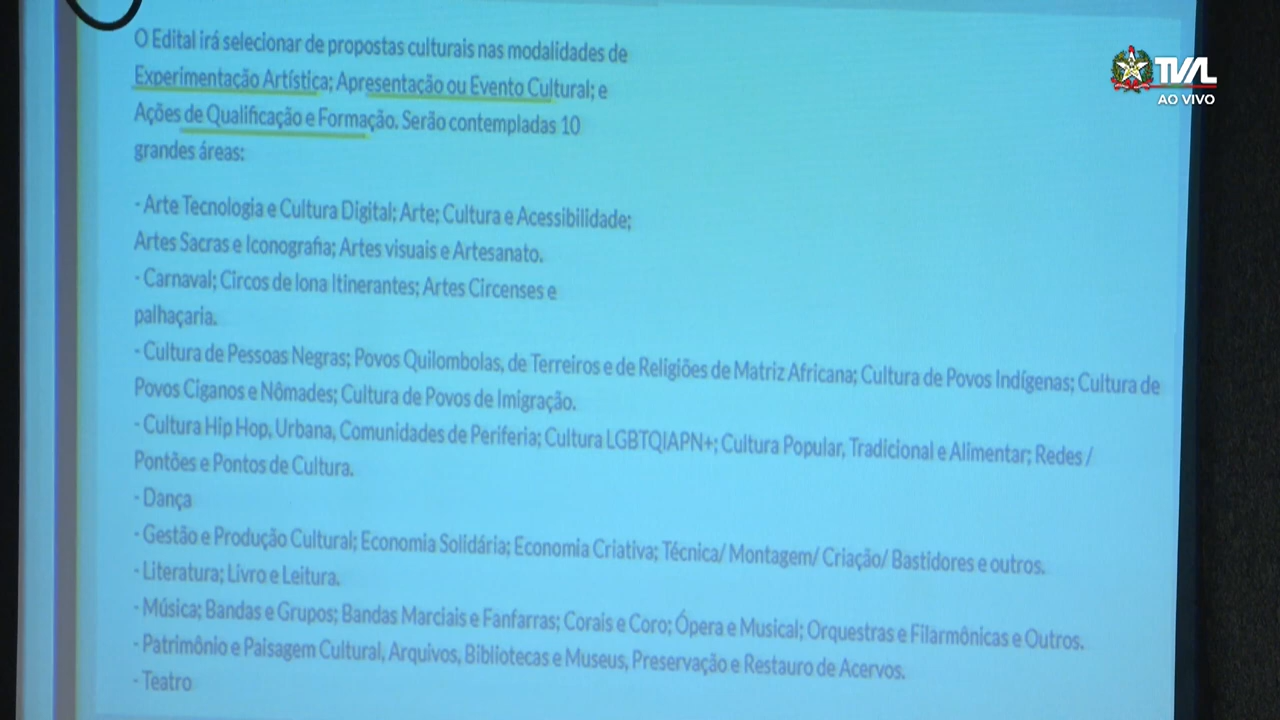 O Edital irá selecionar de propostas culturais nas modalidades de
Experimentação Artística; Apresentação ou Evento Cultural; e
Ações de Qualificação e Formação. Serão contempladas 10
grandes áreas:
- Arte Tecnologia e Cultura Digital; Arte; Cultura e Acessibilidade;
Artes Sacras e Iconografia; Artes visuais e Artesanato.
- Carnaval; Circos de lona Itinerantes; Artes Circenses e
palhaçaria.
- Cultura de Pessoas Negras; Povos Quilombolas, de Terreiros e de Religiões de Matriz Africana; Cultura de Povos Indígenas; Cultura de
Povos Ciganos e Nômades; Cultura de Povos de Imigração.
- Cultura Hip Hop, Urbana, Comunidades de Periferia; Cultura LGBTQIAPN+; Cultura Popular, Tradicional e Alimentar; Redes /
Pontões e Pontos de Cultura.
- Dança
- Gestão e Produção Cultural; Economia Solidária; Economia Criativa; Técnica/ Montagem/ Criação/ Bastidores e outros.
- Literatura; Livro e Leitura.
- Música; Bandas e Grupos; Bandas Marciais e Fanfarras; Corais e Coro; Ópera e Musical; Orquestras e Filarmônicas e Outros.
- Patrimônio e Paisagem Cultural, Arquivos, Bibliotecas e Museus, Preservação e Restauro de Acervos.
- Teatro
TVAL
AO VIVO